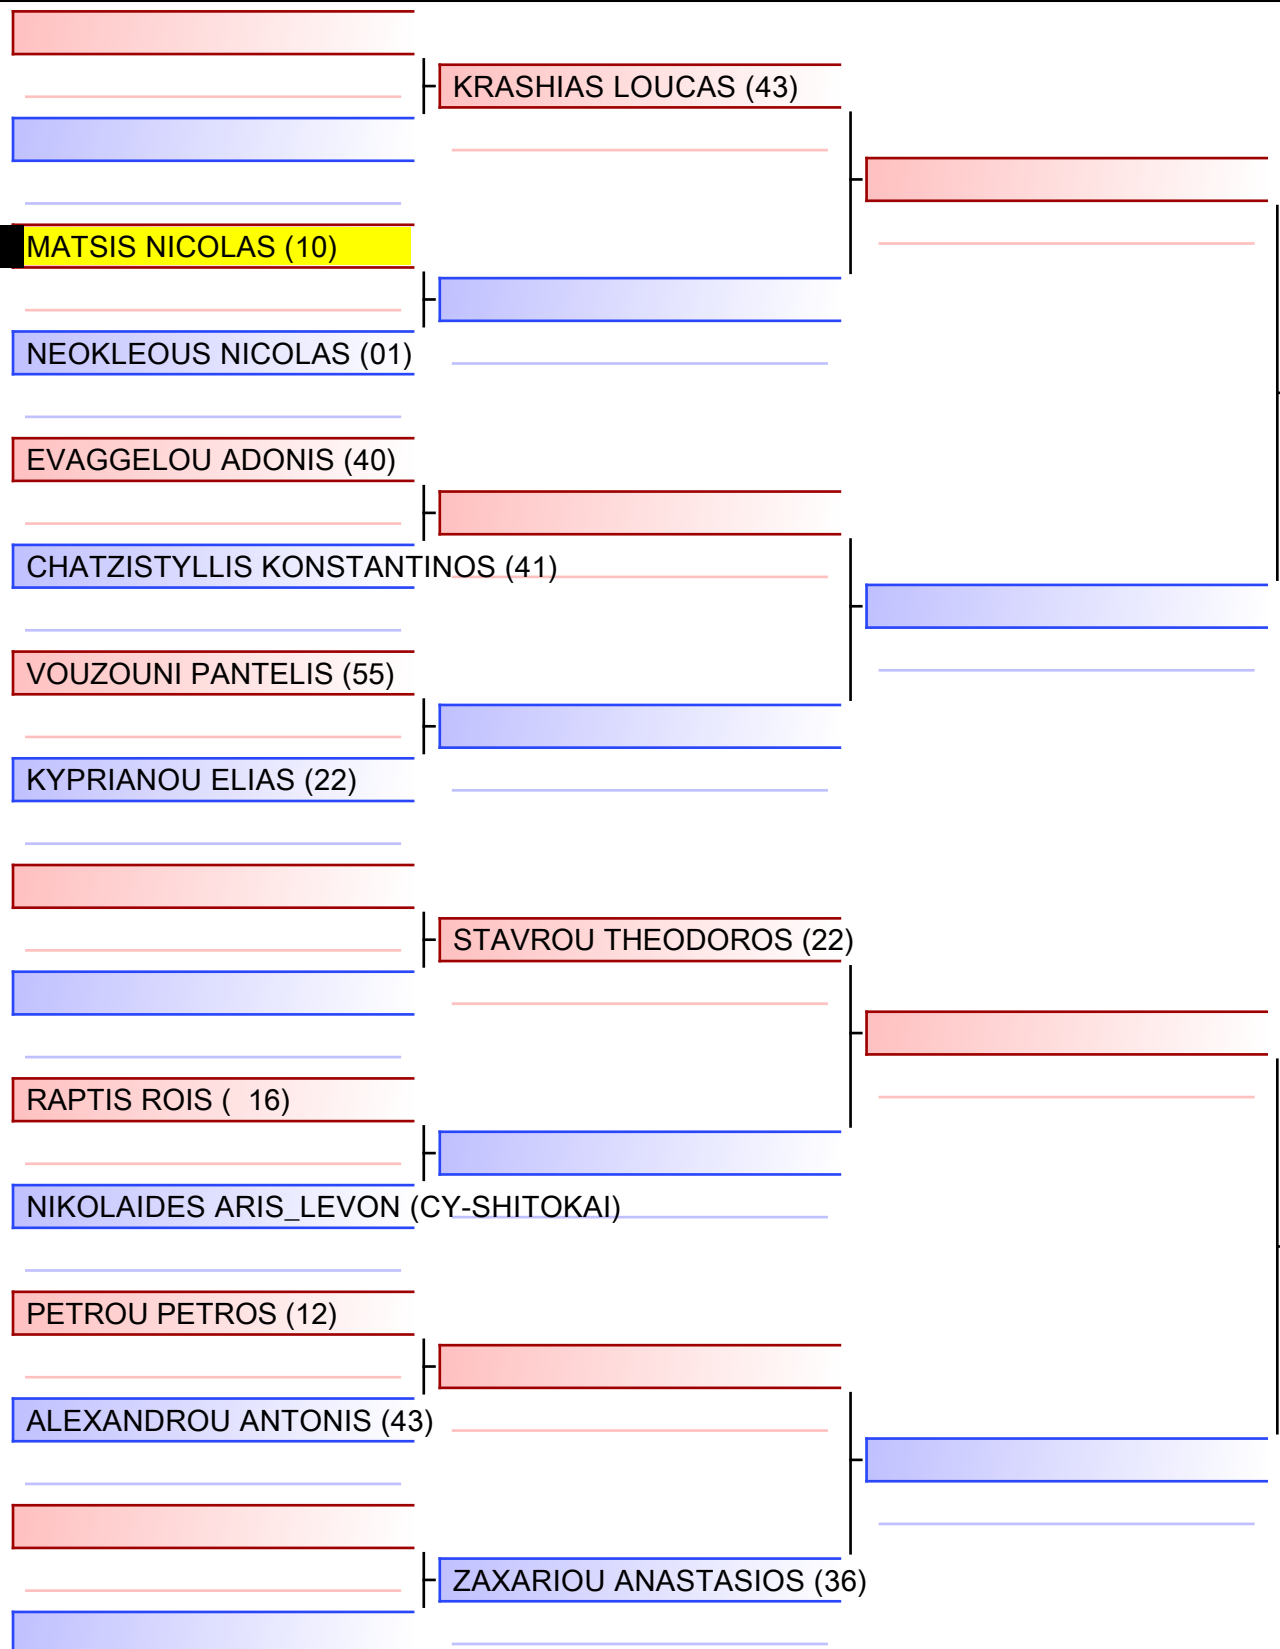 KRASHIAS LOUCAS (43)
MATSIS NICOLAS (10)
NEOKLEOUS NICOLAS (01)
EVAGGELOU ADONIS (40)
CHATZISTYLLIS KONSTANTINOS (41)
VOUZOUNI PANTELIS (55)
KYPRIANOU ELIAS (22)
STAVROU THEODOROS (22)
RAPTIS ROIS (  16)
NIKOLAIDES ARIS_LEVON (CY-SHITOKAI)
PETROU PETROS (12)
ALEXANDROU ANTONIS (43)
ZAXARIOU ANASTASIOS (36)